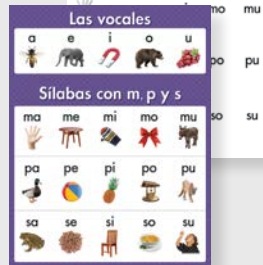 Las vocales
a e i o u
Sílabas con m, p y s
ma me mi mo mu
pa pe pi po pu
sa se si so su
mo mu
po pu
so su